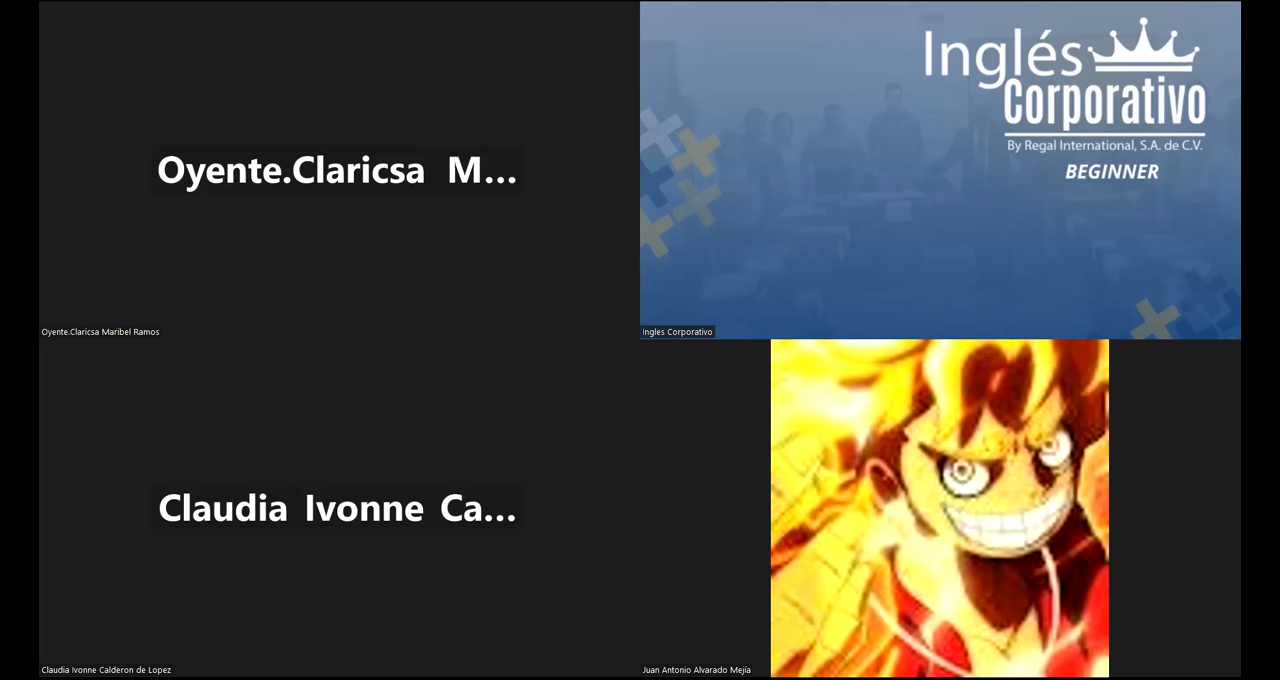 Oyente.Claricsa M...
Oyente.Claricsa Maribel Ramos
Inglés
Corporativo
By Regal International, S.A. de C.V.
BEGINNER
Ingles Corporativo
Claudia Ivonne Ca...
Claudia Ivonne Calderon de Lopez
Juan Antonio Alvarado Mejía